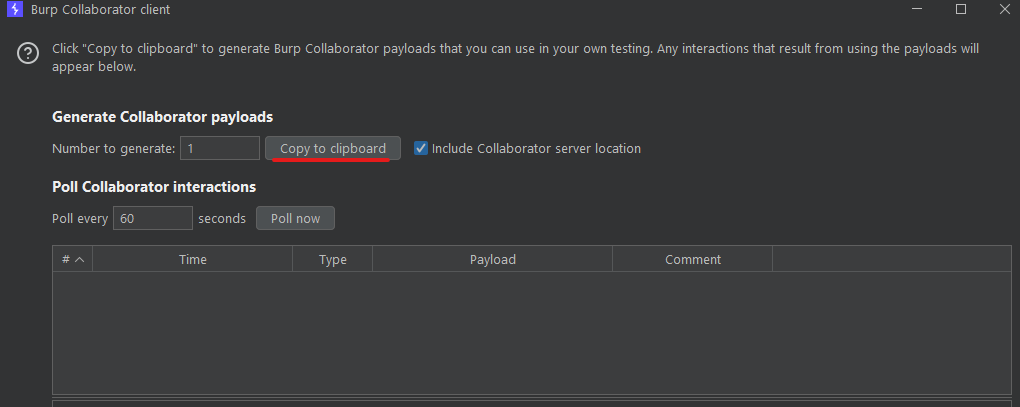 Burp Collaborator client
Click "Copy to clipboard" to generate Burp Collaborator payloads that you can use in your own testing. Any interactions that result from using the payloads will
appear below.
Generate Collaborator payloads
Number to generate: 1 Copy to clipboard Include Collaborator server location
Poll Collaborator interactions
Poll every 60 seconds Poll now
# Time Type Payload Comment